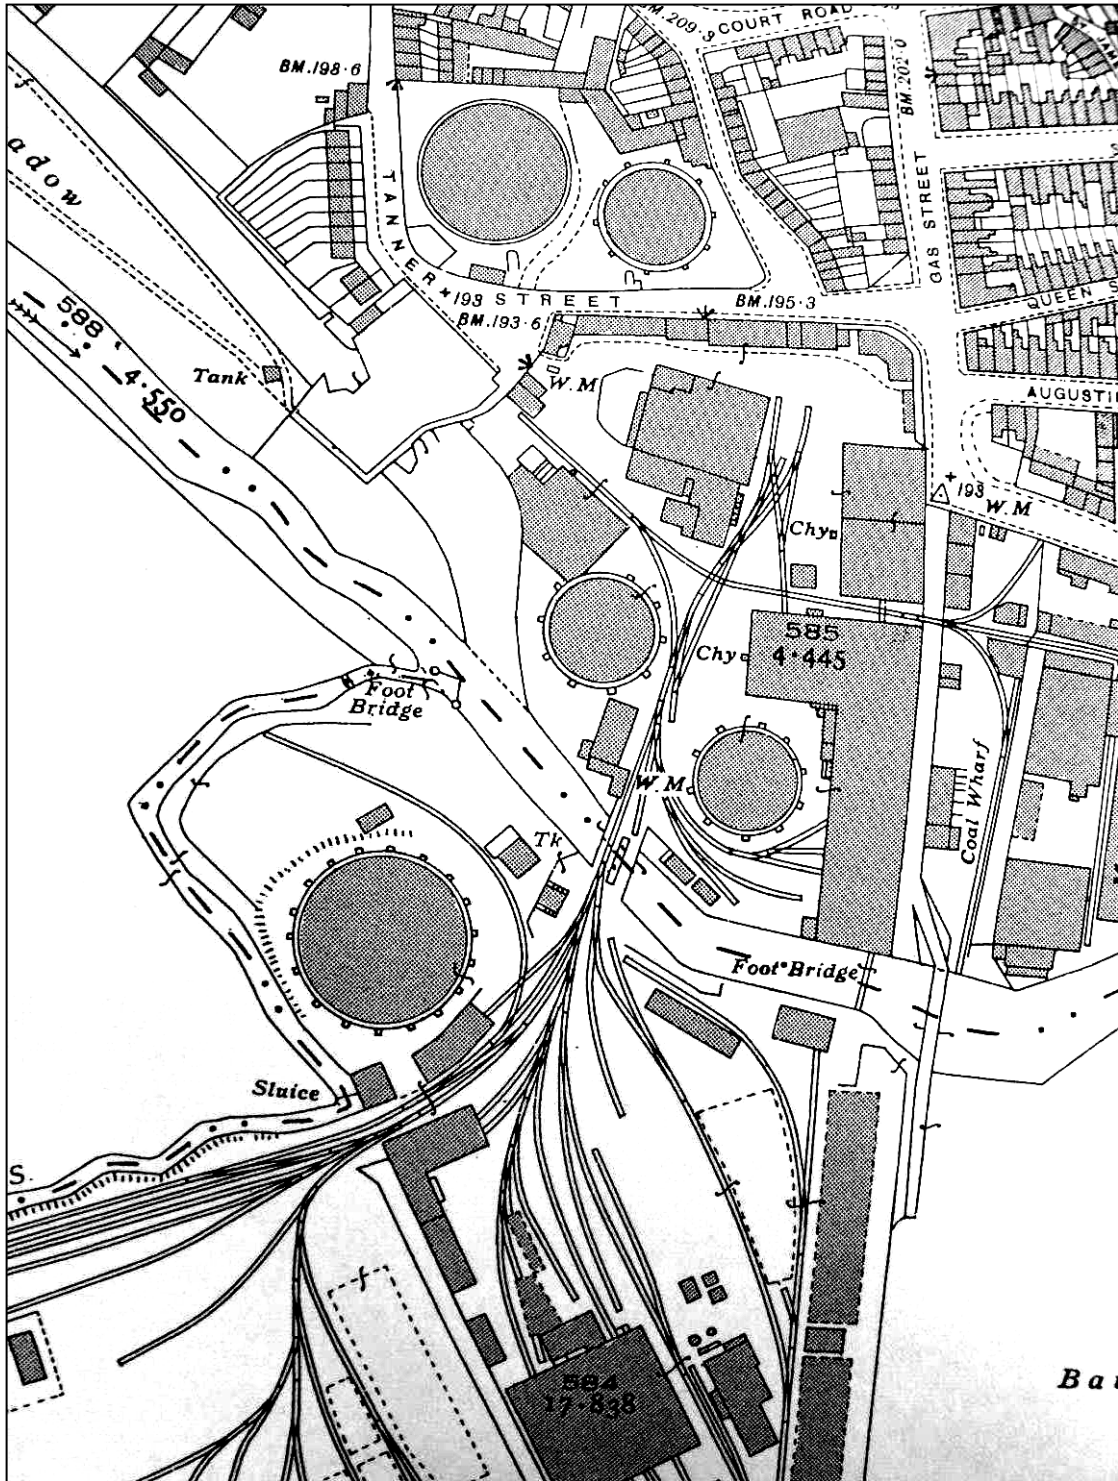 COURT ROAD
BM.209.3
BM.202.0
BM.198.6
adow
TANNER STREET
GAS STREET
193
BM.193.6
BM.195.3
QUEEN S
588
4.550
Tank
W.M
AUGUSTI
193
W.M
Chy
585
4.445
Chy
Foot
Bridge
W.M
Coal Wharf
Tk
Foot Bridge
Sluice
S.
584
17.838
Bat